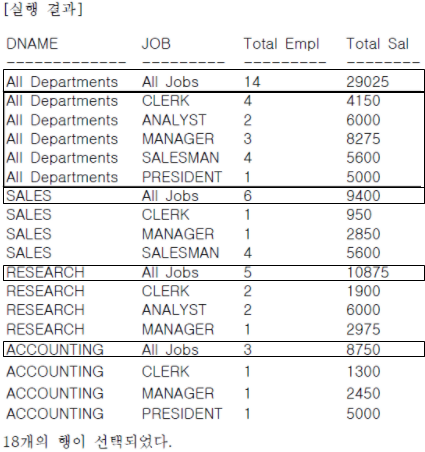 [실행 결과]
DNAME JOB Total Empl Total Sal
------------- --------- --------- --------
All Departments All Jobs 14 29025
All Departments CLERK 4 4150
All Departments ANALYST 2 6000
All Departments MANAGER 3 8275
All Departments SALESMAN 4 5600
All Departments PRESIDENT 1 5000
SALES All Jobs 6 9400
SALES CLERK 1 950
SALES MANAGER 1 2850
SALES SALESMAN 4 5600
RESEARCH All Jobs 5 10875
RESEARCH CLERK 2 1900
RESEARCH ANALYST 2 6000
RESEARCH MANAGER 1 2975
ACCOUNTING All Jobs 3 8750
ACCOUNTING CLERK 1 1300
ACCOUNTING MANAGER 1 2450
ACCOUNTING PRESIDENT 1 5000
18개의 행이 선택되었다.